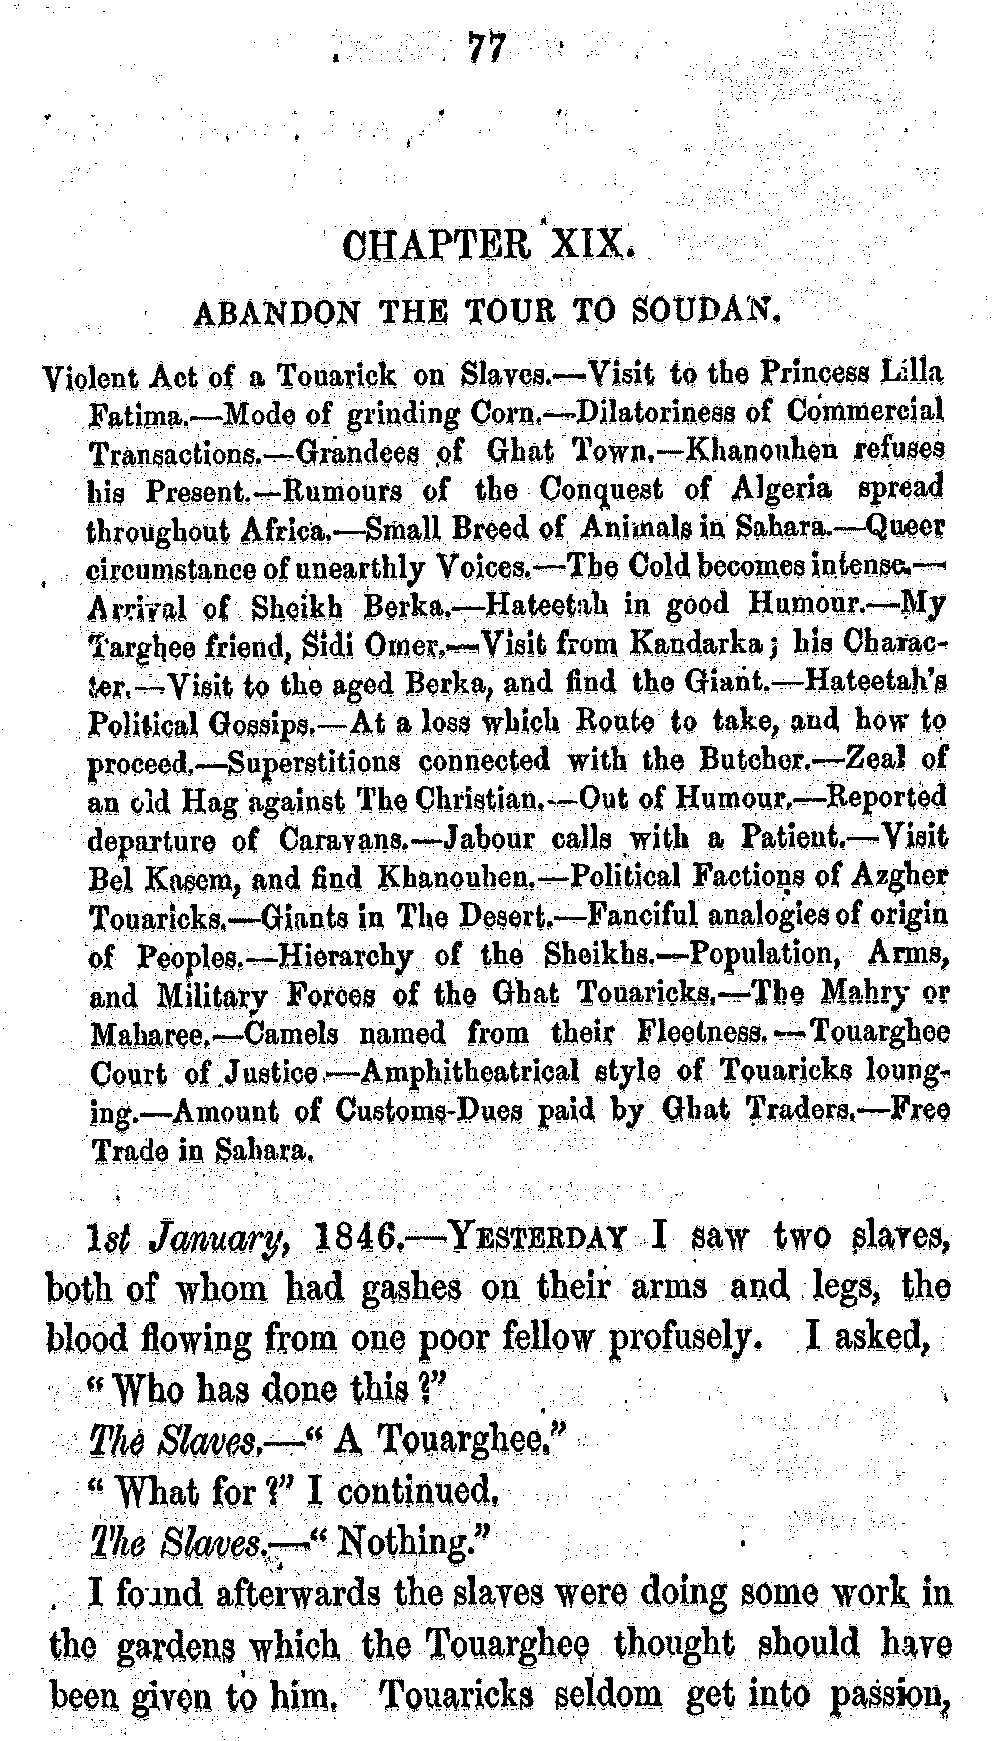 77
CHAPTER XIX.
ABANDON THE TOUR TO SOUDAN.
Violent Act of a Touarick on Slaves.—Visit to the Princess Lilla
Fatima.—Mode of grinding Corn.—Dilatoriness of Commercial
Transactions.—Grandees of Ghat Town.—Khanouhen refuses
his Present.—Rumours of the Conquest of Algeria spread
throughout Africa.—Small Breed of Animals in Sahara.—Queer
circumstance of unearthly Voices.—The Cold becomes intense.—
Arrival of Sheikh Berka.—Hateetah in good Humour.—My
Targhee friend, Sidi Omer.—Visit from Kandarka; his Charac-
ter.—Visit to the aged Berka, and find the Giant.—Hateetah's
Political Gossips.—At a loss which Route to take, and how to
proceed.—Superstitions connected with the Butcher.—Zeal of
an old Hag against The Christian.—Out of Humour.—Reported
departure of Caravans.—Jabour calls with a Patient.—Visit
Bel Kasem, and find Khanouhen.—Political Factions of Azgher
Touaricks.—Giants in The Desert.—Fanciful analogies of origin
of Peoples.—Hierarchy of the Sheikhs.—Population, Arms,
and Military Forces of the Ghat Touaricks.—The Mahry or
Maharee.—Camels named from their Fleetness.—Touarghee
Court of Justice.—Amphitheatrical style of Touaricks loung-
ing.—Amount of Customs-Dues paid by Ghat Traders.—Free
Trade in Sahara.
1st January, 1846.—YESTERDAY I saw two slaves,
both of whom had gashes on their arms and legs, the
blood flowing from one poor fellow profusely. I asked,
"Who has done this?"
The Slaves.—"A Touarghee."
"What for?" I continued.
The Slaves.—"Nothing."
I found afterwards the slaves were doing some work in
the gardens which the Touarghee thought should have
been given to him. Touaricks seldom get into passion,